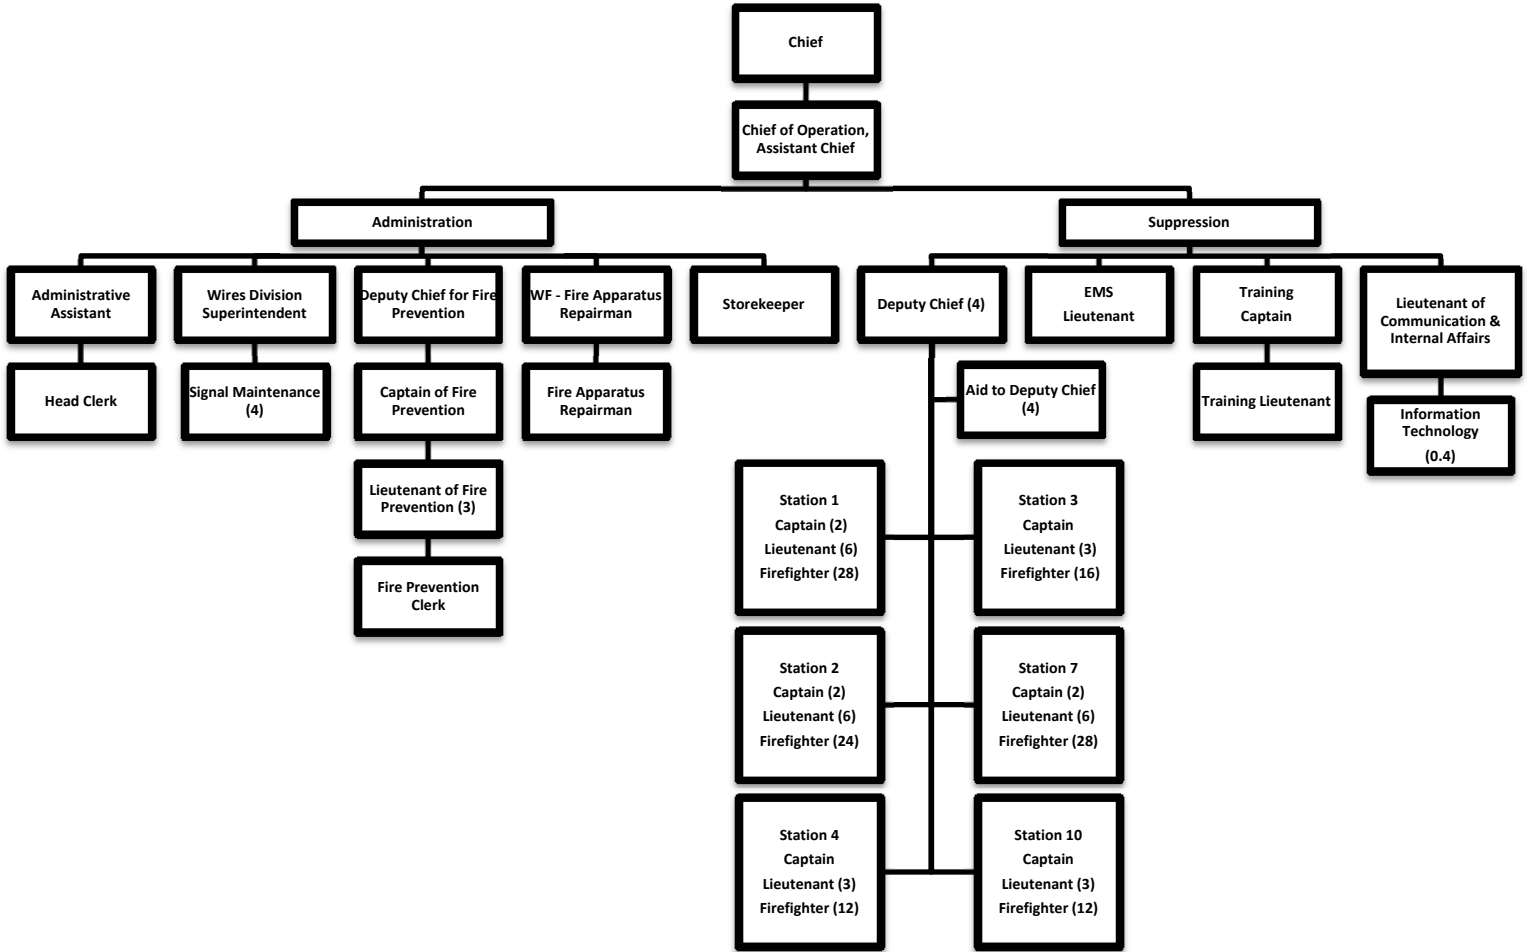 Chief
Chief of Operation,
Assistant Chief
Administration
Suppression
Administrative
Assistant
Wires Division
Superintendent
Deputy Chief for Fire
Prevention
WF - Fire Apparatus
Repairman
Storekeeper
Deputy Chief (4)
EMS
Lieutenant
Training
Captain
Lieutenant of
Communication &
Internal Affairs
Head Clerk
Signal Maintenance
(4)
Captain of Fire
Prevention
Fire Apparatus
Repairman
Aid to Deputy Chief
(4)
Training Lieutenant
Information
Technology
(0.4)
Lieutenant of Fire
Prevention (3)
Fire Prevention
Clerk
Station 1
Captain (2)
Lieutenant (6)
Firefighter (28)
Station 3
Captain
Lieutenant (3)
Firefighter (16)
Station 2
Captain (2)
Lieutenant (6)
Firefighter (24)
Station 7
Captain (2)
Lieutenant (6)
Firefighter (28)
Station 4
Captain
Lieutenant (3)
Firefighter (12)
Station 10
Captain
Lieutenant (3)
Firefighter (12)